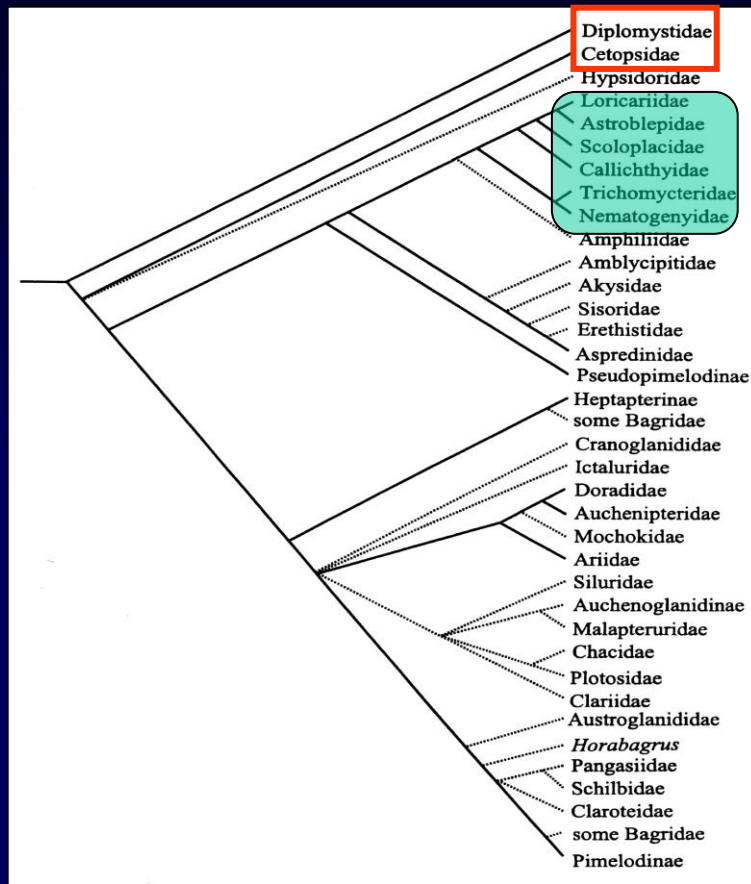 Diplomystidae
Cetopsidae
Hypsidoridae
Loricariidae
Astroblepidae
Scoloplacidae
Callichthyidae
Trichomycteridae
Nematogenyidae
Amphiliidae
Amblycipitidae
Akysidae
Sisoridae
Erethistidae
Aspredinidae
Pseudopimelodinae
Heptapterinae
some Bagridae
Cranoglanididae
Ictaluridae
Doradidae
Auchenipteridae
Mochokidae
Ariidae
Siluridae
Auchenoglanidinae
Malapteruridae
Chacidae
Plotosidae
Clariidae
Austroglanididae
Horabagrus
Pangasiidae
Schilbidae
Claroteidae
some Bagridae
Pimelodinae